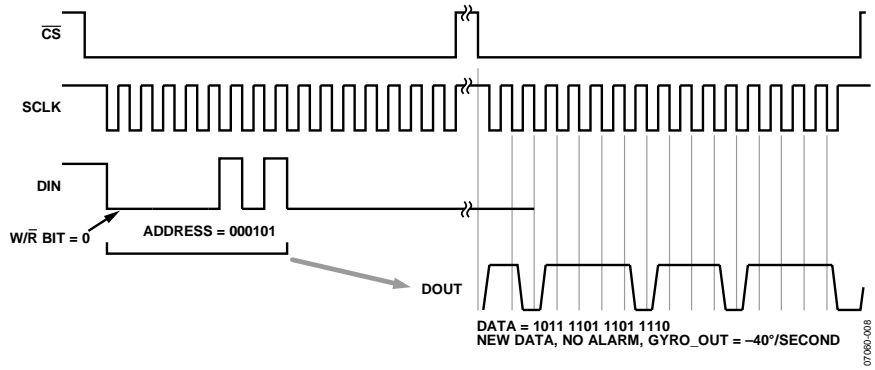 CS
SCLK
DIN
W/R BIT = 0
ADDRESS = 000101
DOUT
DATA = 1011 1101 1101 1110
NEW DATA, NO ALARM, GYRO_OUT = –40°/SECOND
07060-008